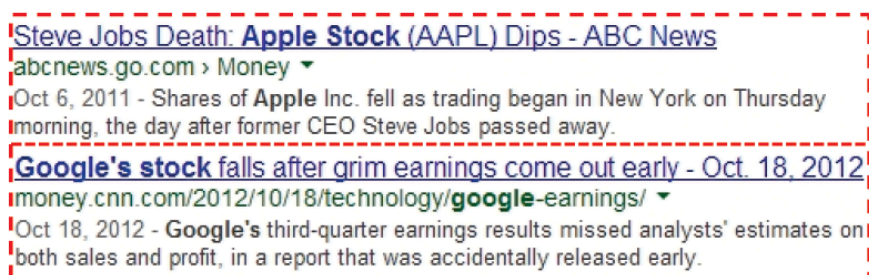 Steve Jobs Death: Apple Stock (AAPL) Dips - ABC News
abcnews.go.com › Money
Oct 6, 2011 - Shares of Apple Inc. fell as trading began in New York on Thursday
morning, the day after former CEO Steve Jobs passed away.
Google's stock falls after grim earnings come out early - Oct. 18, 2012
money.cnn.com/2012/10/18/technology/google-earnings/
Oct 18, 2012 - Google's third-quarter earnings results missed analysts' estimates on
both sales and profit, in a report that was accidentally released early.